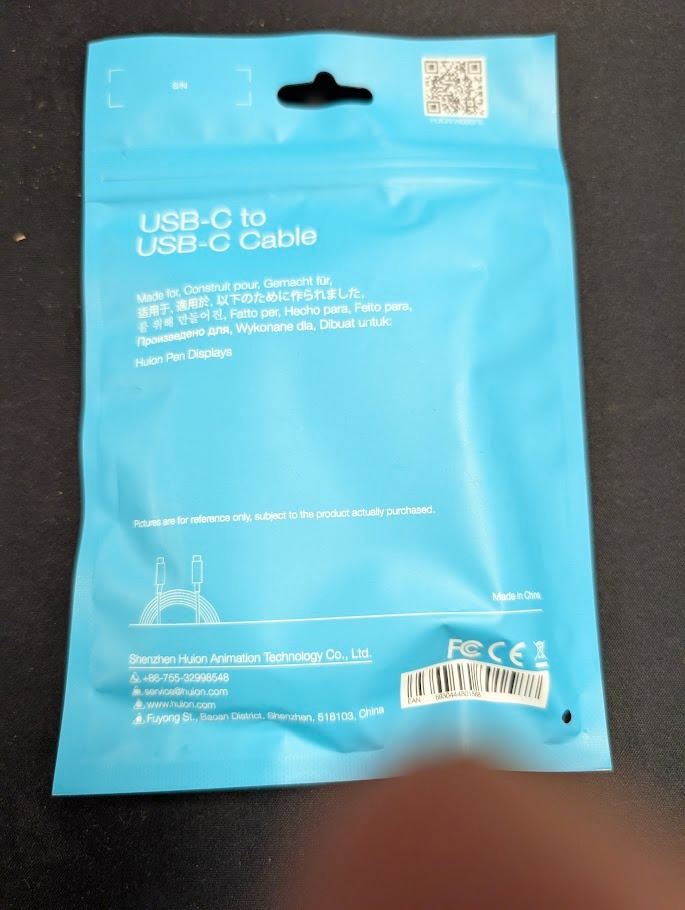 S/N
USB-C to
USB-C Cable
Made for, Construit pour, Gemacht für,
适用于, 適用於, 以下のために作られました,
를 위해 만들어진, Fatto per, Hecho para, Feito para,
Произведено для, Wykonane dla, Dibuat untuk:
Huion Pen Displays
Pictures are for reference only, subject to the product actually purchased.
Made in China
Shenzhen Huion Animation Technology Co., Ltd.
+86-755-32998548
service@huion.com
www.huion.com
Fuyong St., Baoan District, Shenzhen, 518103, China
FC CE
EAN